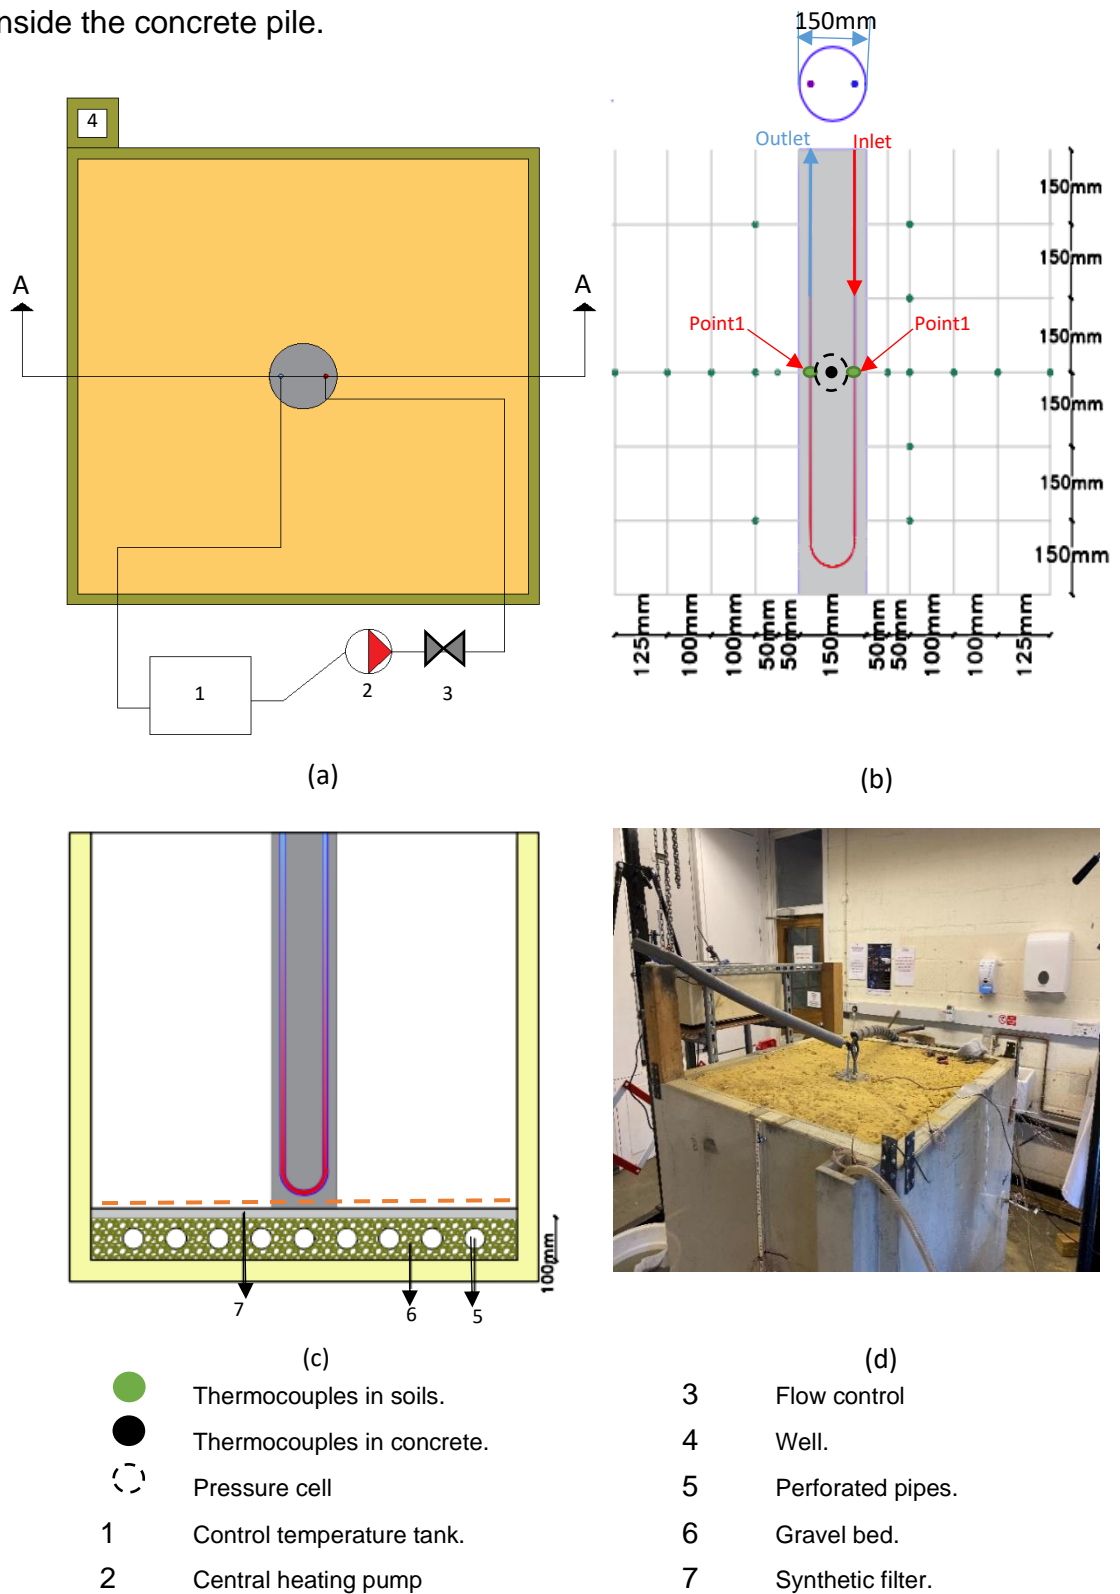 nside the concrete pile.
150mm
4
Outlet
Inlet
150mm
A
A
150mm
Point1
Point1
150mm
150mm
150mm
150mm
125mm
100mm
100mm
50mm
50mm
150mm
50mm
50mm
100mm
100mm
125mm
1
2
3
(a)
(b)
100mm
7
6
5
(c)
(d)
Thermocouples in soils.
3 Flow control
Thermocouples in concrete.
4 Well.
Pressure cell
5 Perforated pipes.
1 Control temperature tank.
6 Gravel bed.
2 Central heating pump
7 Synthetic filter.